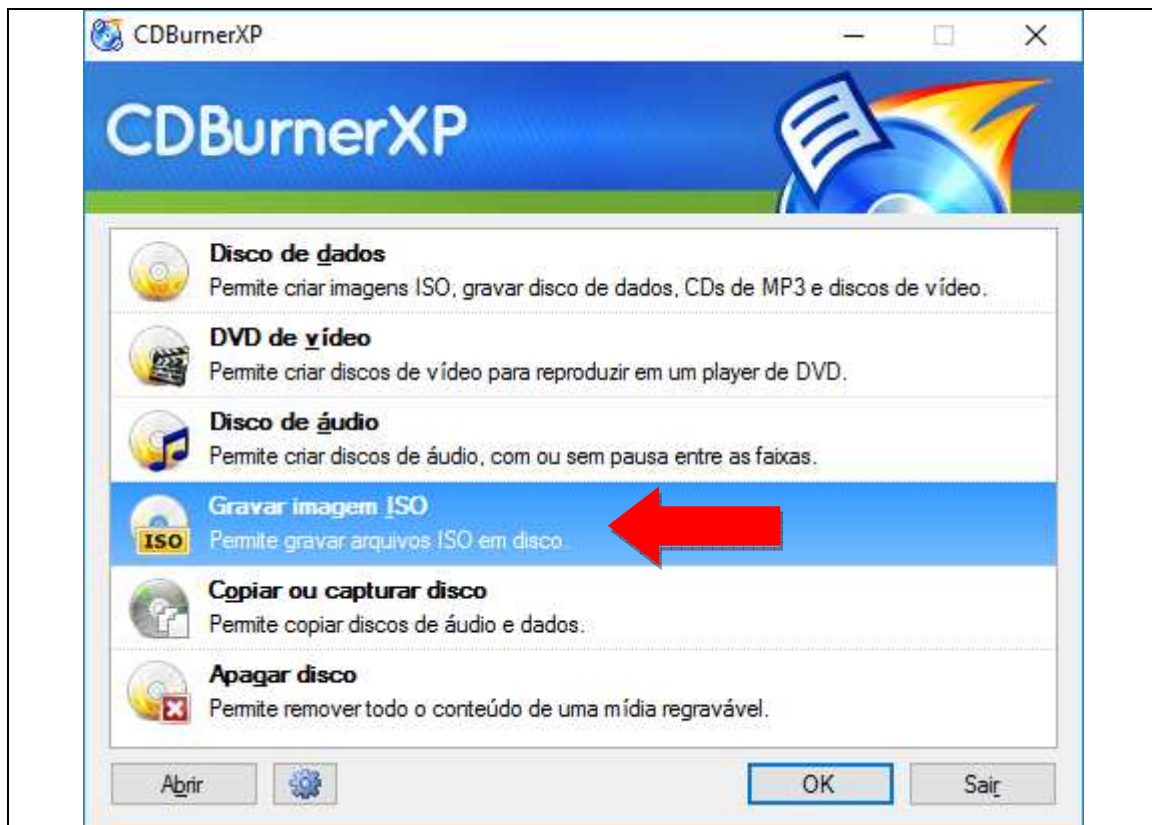 CDBurnerXP
CDBurnerXP
Disco de dados
Permite criar imagens ISO, gravar disco de dados, CDs de MP3 e discos de vídeo.
DVD de vídeo
Permite criar discos de vídeo para reproduzir em um player de DVD.
Disco de áudio
Permite criar discos de áudio, com ou sem pausa entre as faixas.
Gravar imagem ISO
ISO
Permite gravar arquivos ISO em disco.
Copiar ou capturar disco
Permite copiar discos de áudio e dados.
Apagar disco
Permite remover todo o conteúdo de uma mídia regravável.
Abrir OK Sair